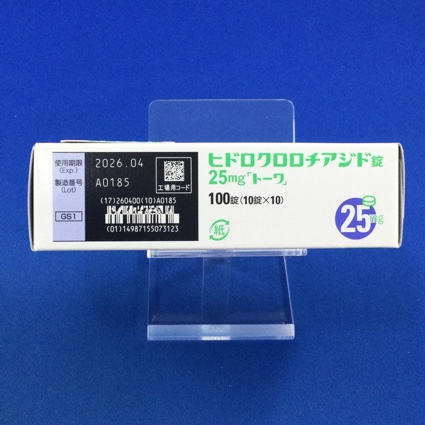 使用期限
(Exp.)
2026.04
製造番号
(Lot)
A0185
工場用コード
GS1
(17)260400(10)A0185
(01)14987155073123
ヒドロクロロチアジド錠
25mg「トーワ」
100錠(10錠×10)
紙
25mg